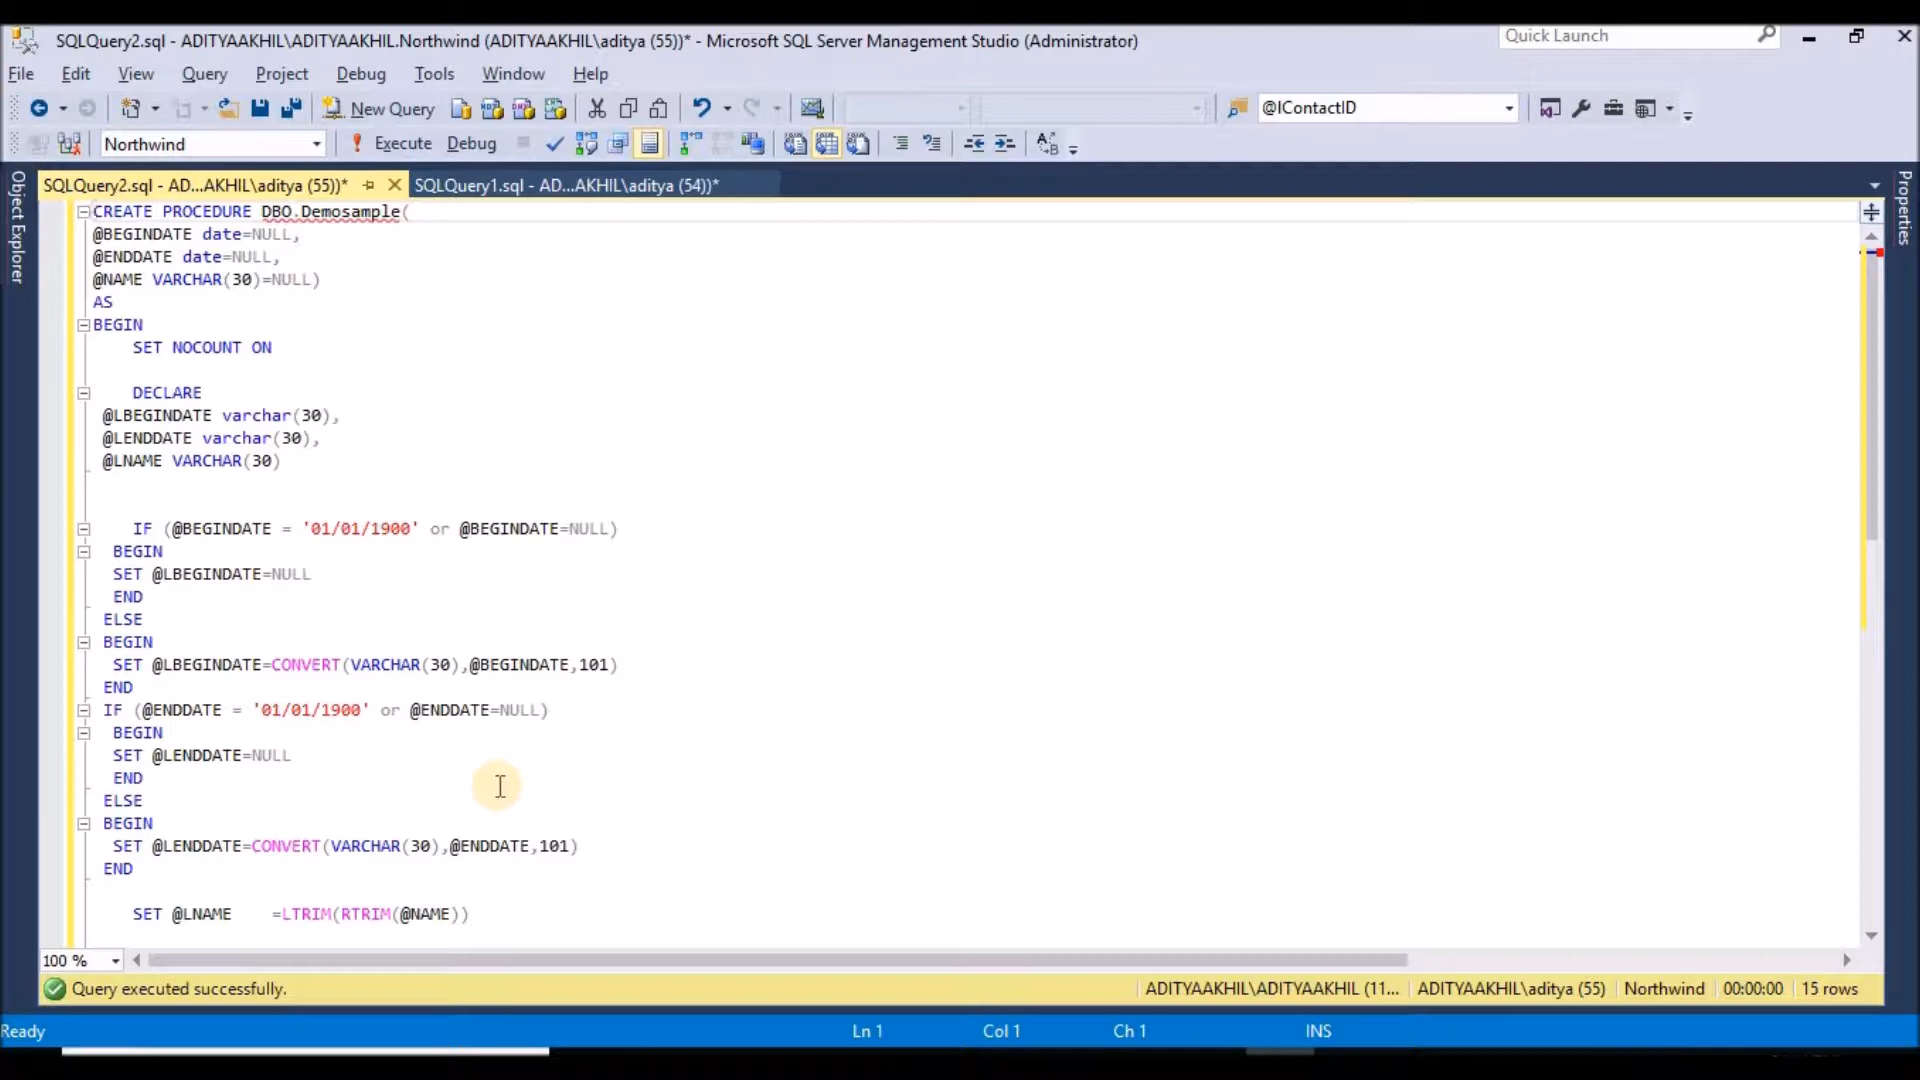 SQLQuery2.sql - ADITYAAKHIL\ADITYAAKHIL.Northwind (ADITYAAKHIL\aditya (55))* - Microsoft SQL Server Management Studio (Administrator)
Quick Launch
File Edit View Query Project Debug Tools Window Help
New Query
@IContactID
Northwind
Execute Debug
SQLQuery2.sql - AD...AKHIL\aditya (55))*
SQLQuery1.sql - AD...AKHIL\aditya (54))*
Object Explorer
Properties
CREATE PROCEDURE DBO.Demosample(
@BEGINDATE date=NULL,
@ENDDATE date=NULL,
@NAME VARCHAR(30)=NULL)
AS
BEGIN
SET NOCOUNT ON
DECLARE
@LBEGINDATE varchar(30),
@LENDDATE varchar(30),
@LNAME VARCHAR(30)
IF (@BEGINDATE = '01/01/1900' or @BEGINDATE=NULL)
BEGIN
SET @LBEGINDATE=NULL
END
ELSE
BEGIN
SET @LBEGINDATE=CONVERT(VARCHAR(30),@BEGINDATE,101)
END
IF (@ENDDATE = '01/01/1900' or @ENDDATE=NULL)
BEGIN
SET @LENDDATE=NULL
END
ELSE
BEGIN
SET @LENDDATE=CONVERT(VARCHAR(30),@ENDDATE,101)
END
SET @LNAME    =LTRIM(RTRIM(@NAME))
100 %
Query executed successfully.
ADITYAAKHIL\ADITYAAKHIL (11...
ADITYAAKHIL\aditya (55)
Northwind
00:00:00
15 rows
Ready
Ln 1
Col 1
Ch 1
INS